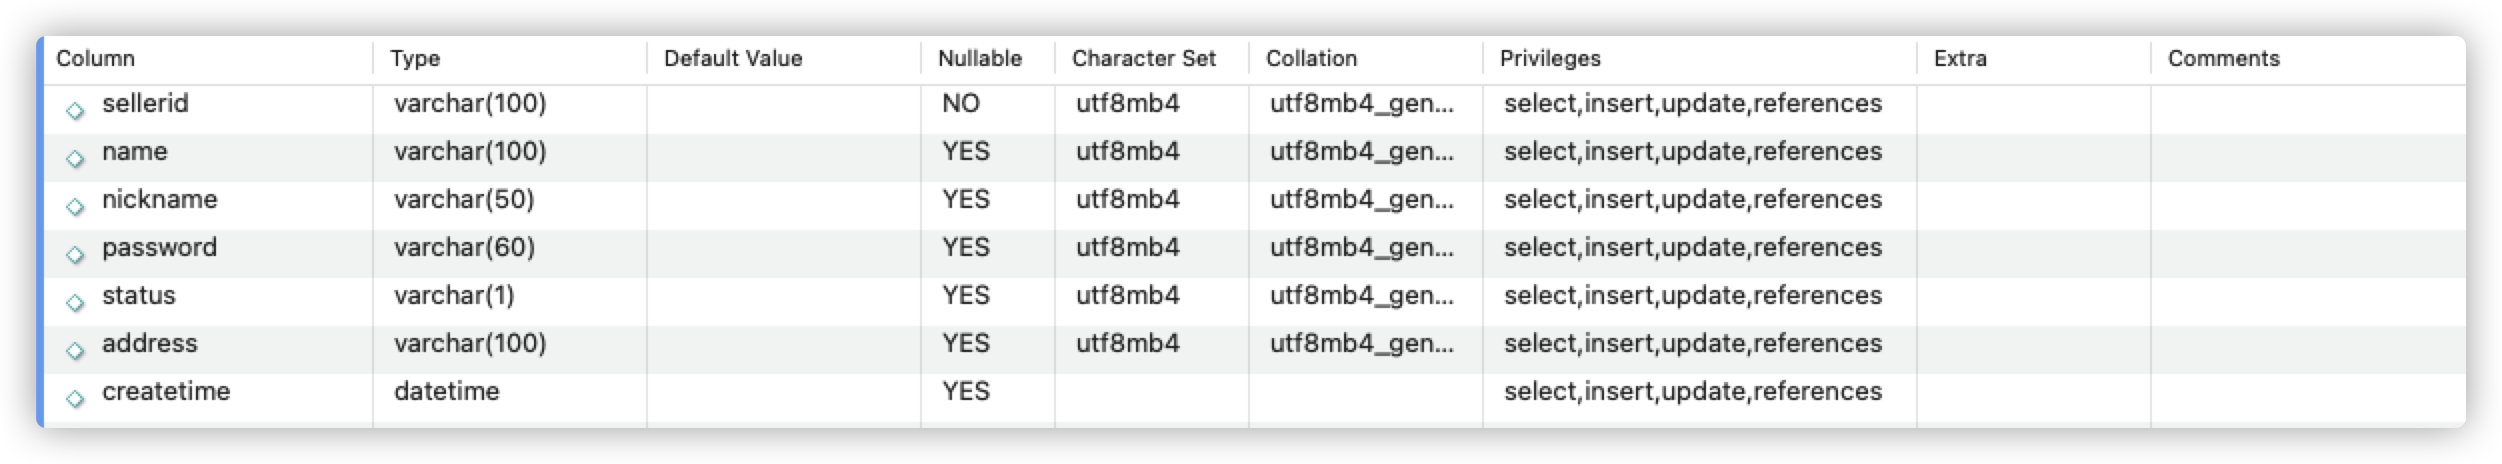 Column Type Default Value Nullable Character Set Collation Privileges Extra Comments
sellerid varchar(100) NO utf8mb4 utf8mb4_gen... select,insert,update,references
name varchar(100) YES utf8mb4 utf8mb4_gen... select,insert,update,references
nickname varchar(50) YES utf8mb4 utf8mb4_gen... select,insert,update,references
password varchar(60) YES utf8mb4 utf8mb4_gen... select,insert,update,references
status varchar(1) YES utf8mb4 utf8mb4_gen... select,insert,update,references
address varchar(100) YES utf8mb4 utf8mb4_gen... select,insert,update,references
createtime datetime YES select,insert,update,references